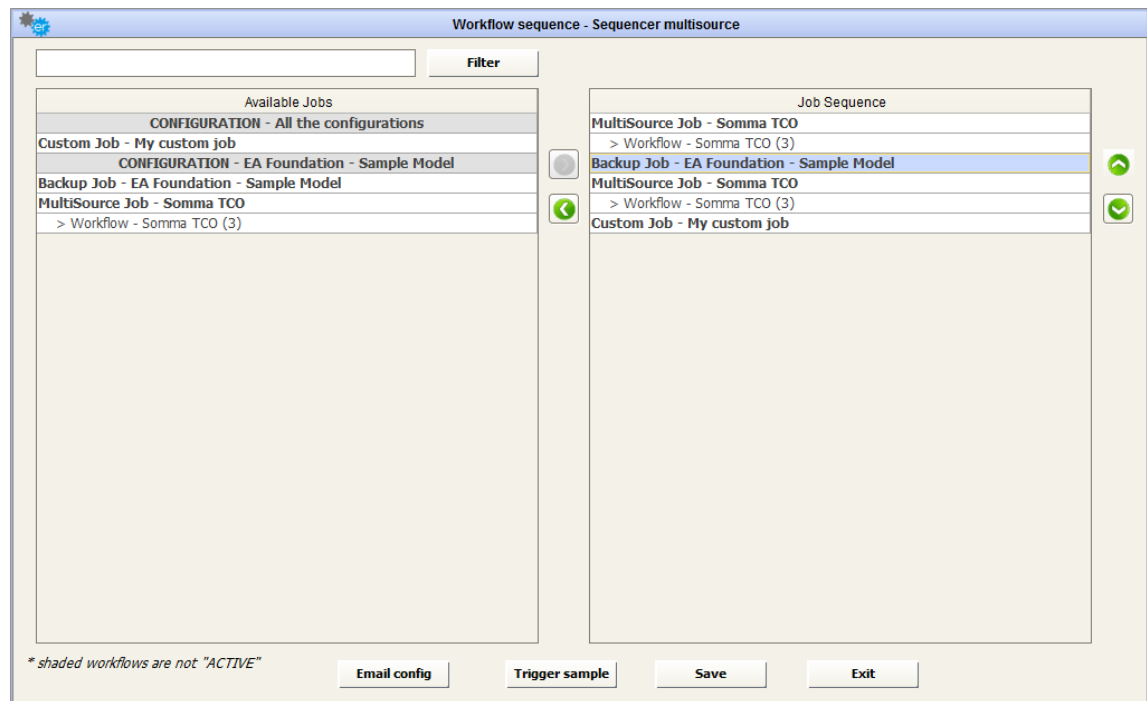 er
Workflow sequence - Sequencer multisource
Filter
Available Jobs
CONFIGURATION - All the configurations
Custom Job - My custom job
CONFIGURATION - EA Foundation - Sample Model
Backup Job - EA Foundation - Sample Model
MultiSource Job - Somma TCO
> Workflow - Somma TCO (3)
Job Sequence
MultiSource Job - Somma TCO
> Workflow - Somma TCO (3)
Backup Job - EA Foundation - Sample Model
MultiSource Job - Somma TCO
> Workflow - Somma TCO (3)
Custom Job - My custom job
* shaded workflows are not "ACTIVE"
Email config
Trigger sample
Save
Exit